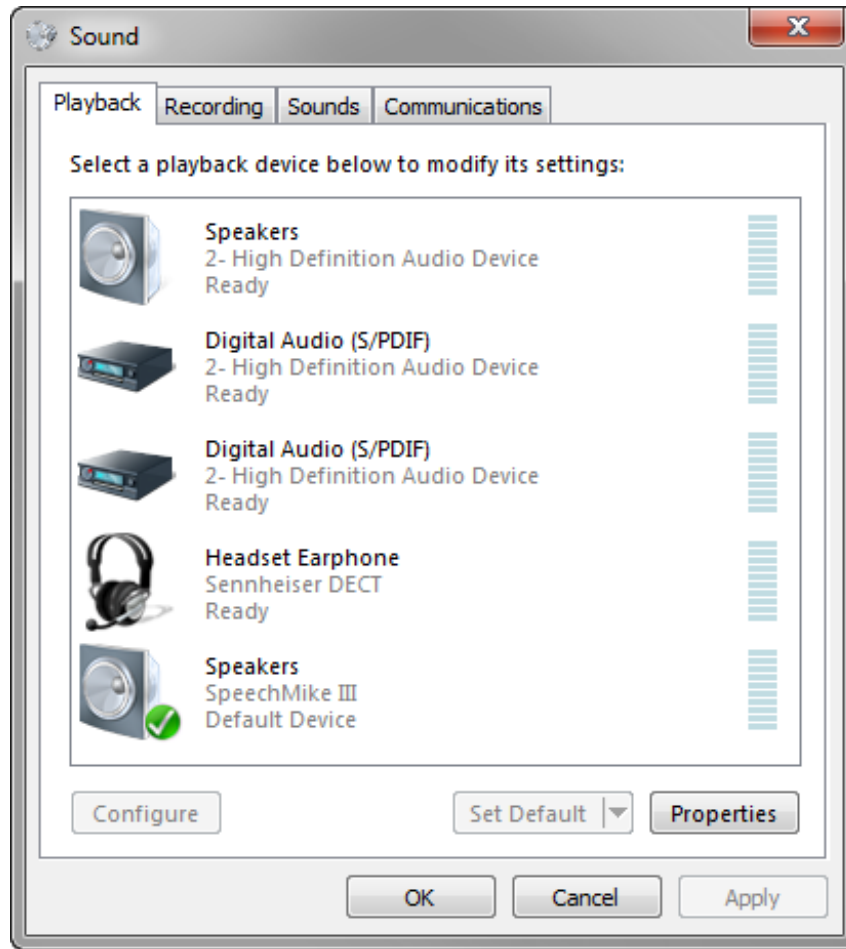 Sound
Playback Recording Sounds Communications
Select a playback device below to modify its settings:
Speakers
2- High Definition Audio Device
Ready
Digital Audio (S/PDIF)
2- High Definition Audio Device
Ready
Digital Audio (S/PDIF)
2- High Definition Audio Device
Ready
Headset Earphone
Sennheiser DECT
Ready
Speakers
SpeechMike III
Default Device
Configure Set Default Properties
OK Cancel Apply